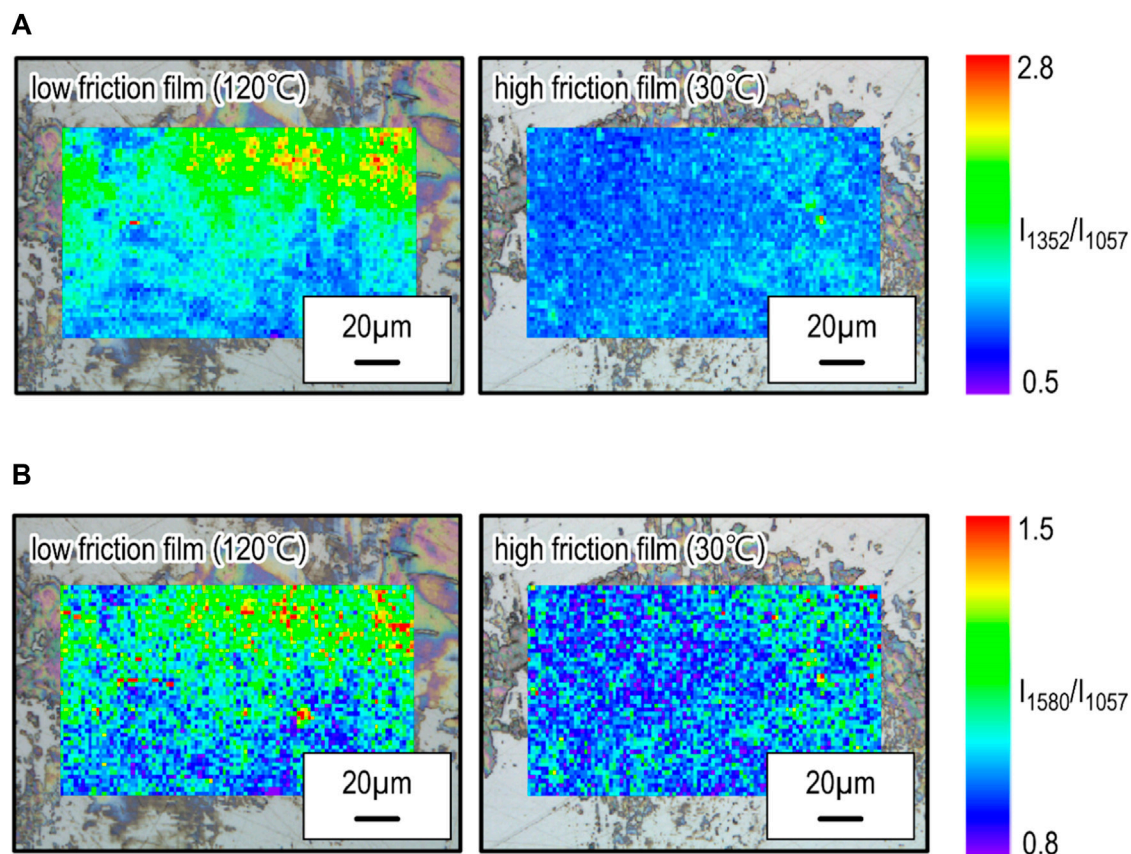 A
low friction film (120℃)
high friction film (30℃)
2.8
I1352/I1057
20μm
20μm
0.5
B
low friction film (120℃)
high friction film (30℃)
1.5
I1580/I1057
20μm
20μm
0.8